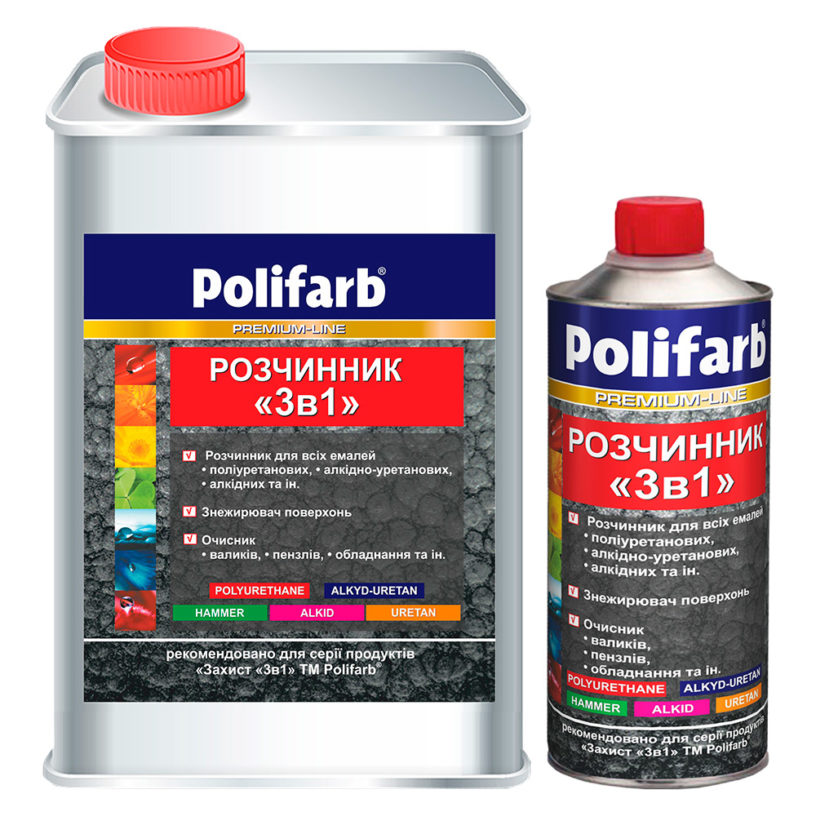 Polifarb®
PREMIUM-LINE
РОЗЧИННИК
«3в1»
Розчинник для всіх емалей
• поліуретанових, • алкідно-уретанових,
• алкідних та ін.
Знежирювач поверхонь
Очисник
• валиків, • пензлів, • обладнання та ін.
POLYURETHANE ALKYD-URETAN
HAMMER ALKID URETAN
рекомендовано для серії продуктів
«Захист «3в1» ТМ Polifarb®
Polifarb®
PREMIUM-LINE
РОЗЧИННИК
«3в1»
Розчинник для всіх емалей
• поліуретанових,
• алкідно-уретанових,
• алкідних та ін.
Знежирювач поверхонь
Очисник
• валиків,
• пензлів,
• обладнання та ін.
POLYURETHANE ALKYD-URETAN
HAMMER ALKID URETAN
рекомендовано для серії продуктів
«Захист «3в1» ТМ Polifarb®